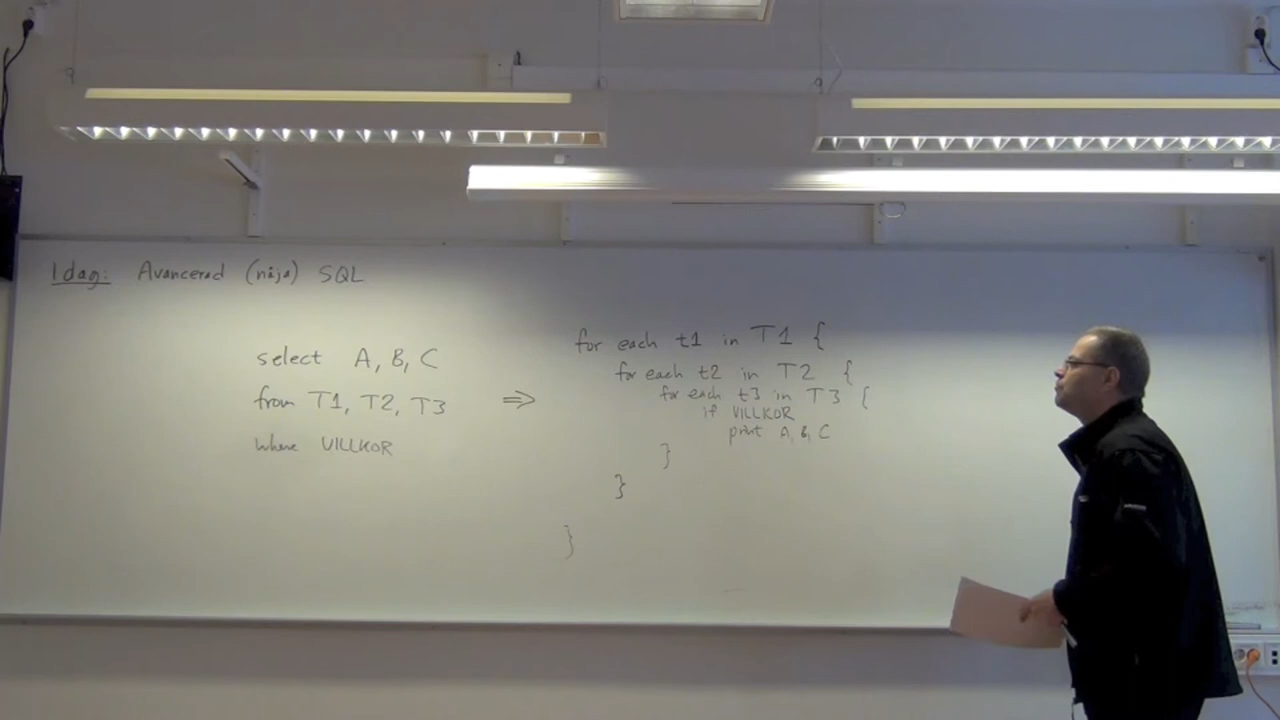 Idag: Avancerad (nåja) SQL
select A, B, C
from T1, T2, T3
where VILLKOR
⇒
for each t1 in T1 {
for each t2 in T2 {
for each t3 in T3 {
if VILLKOR
print A, B, C
}
}
}